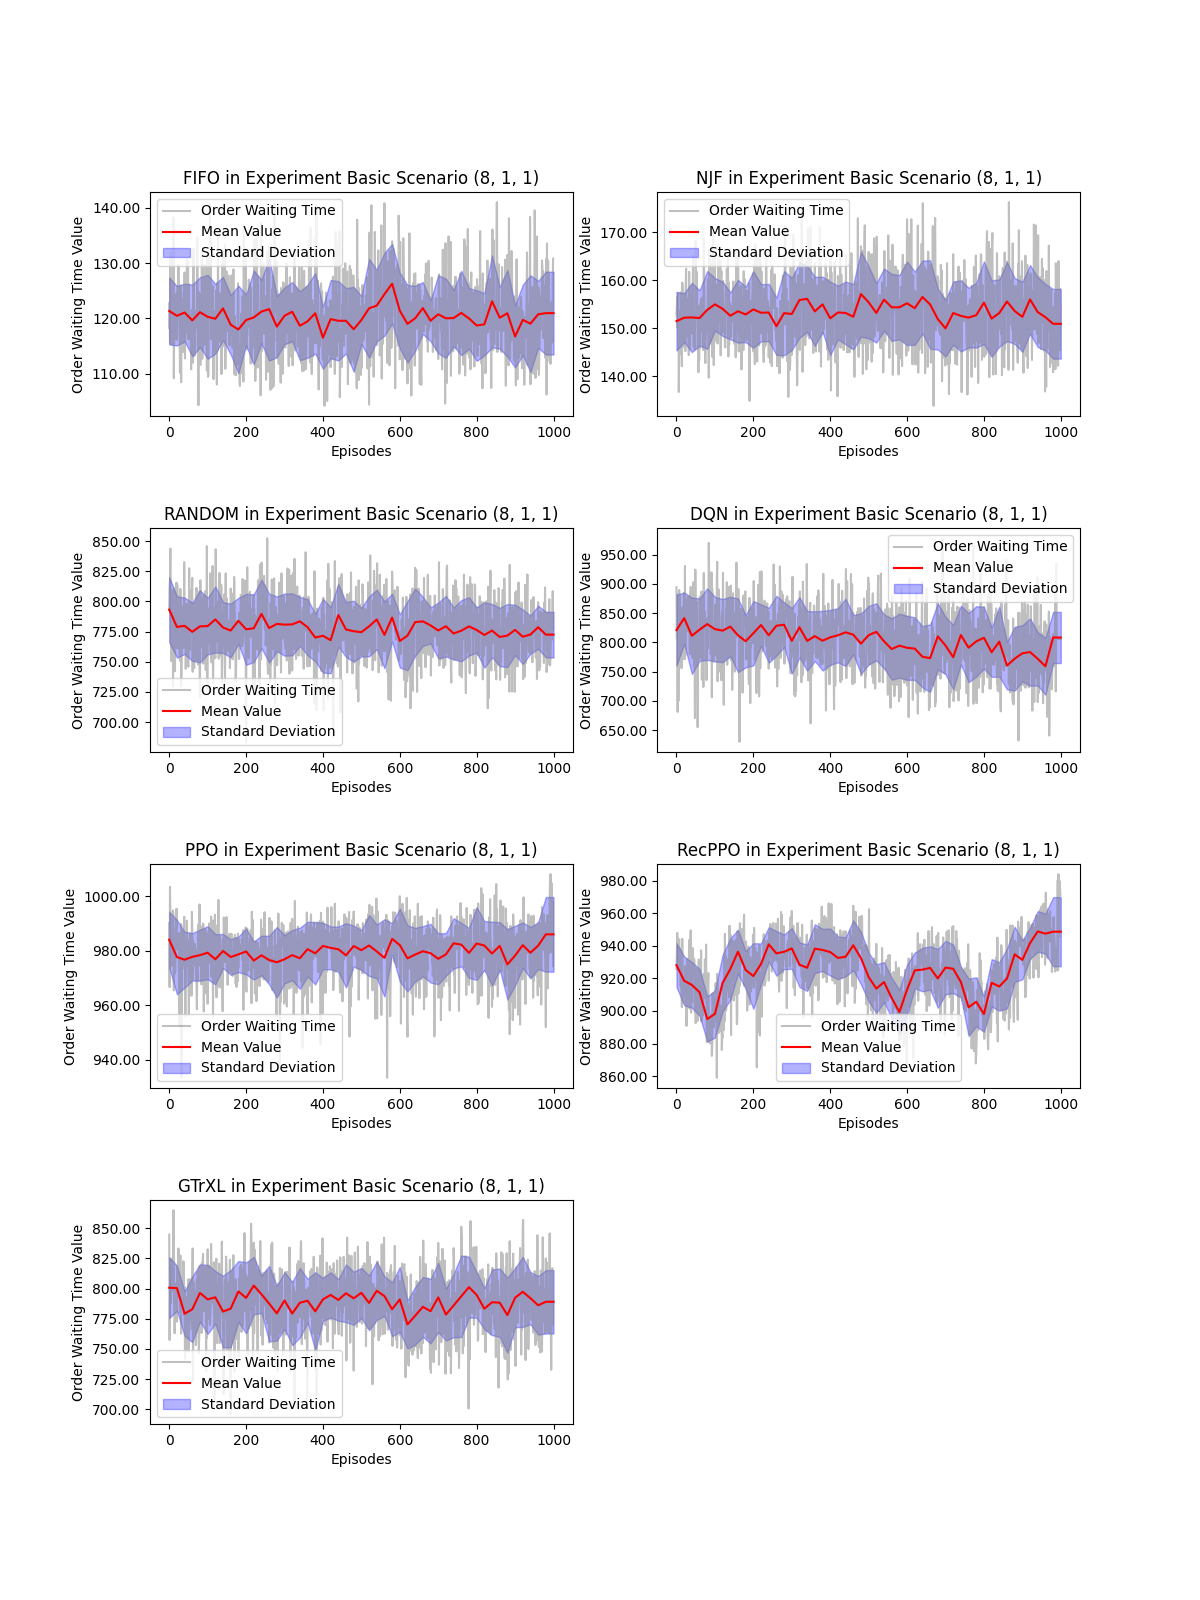 FIFO in Experiment Basic Scenario (8, 1, 1)
Order Waiting Time Value
140.00
130.00
120.00
110.00
Order Waiting Time
Mean Value
Standard Deviation
0 200 400 600 800 1000
Episodes
NJF in Experiment Basic Scenario (8, 1, 1)
Order Waiting Time Value
170.00
160.00
150.00
140.00
Order Waiting Time
Mean Value
Standard Deviation
0 200 400 600 800 1000
Episodes
RANDOM in Experiment Basic Scenario (8, 1, 1)
Order Waiting Time Value
850.00
825.00
800.00
775.00
750.00
725.00
700.00
Order Waiting Time
Mean Value
Standard Deviation
0 200 400 600 800 1000
Episodes
DQN in Experiment Basic Scenario (8, 1, 1)
Order Waiting Time Value
950.00
900.00
850.00
800.00
750.00
700.00
650.00
Order Waiting Time
Mean Value
Standard Deviation
0 200 400 600 800 1000
Episodes
PPO in Experiment Basic Scenario (8, 1, 1)
Order Waiting Time Value
1000.00
980.00
960.00
940.00
Order Waiting Time
Mean Value
Standard Deviation
0 200 400 600 800 1000
Episodes
RecPPO in Experiment Basic Scenario (8, 1, 1)
Order Waiting Time Value
980.00
960.00
940.00
920.00
900.00
880.00
860.00
Order Waiting Time
Mean Value
Standard Deviation
0 200 400 600 800 1000
Episodes
GTrXL in Experiment Basic Scenario (8, 1, 1)
Order Waiting Time Value
850.00
825.00
800.00
775.00
750.00
725.00
700.00
Order Waiting Time
Mean Value
Standard Deviation
0 200 400 600 800 1000
Episodes